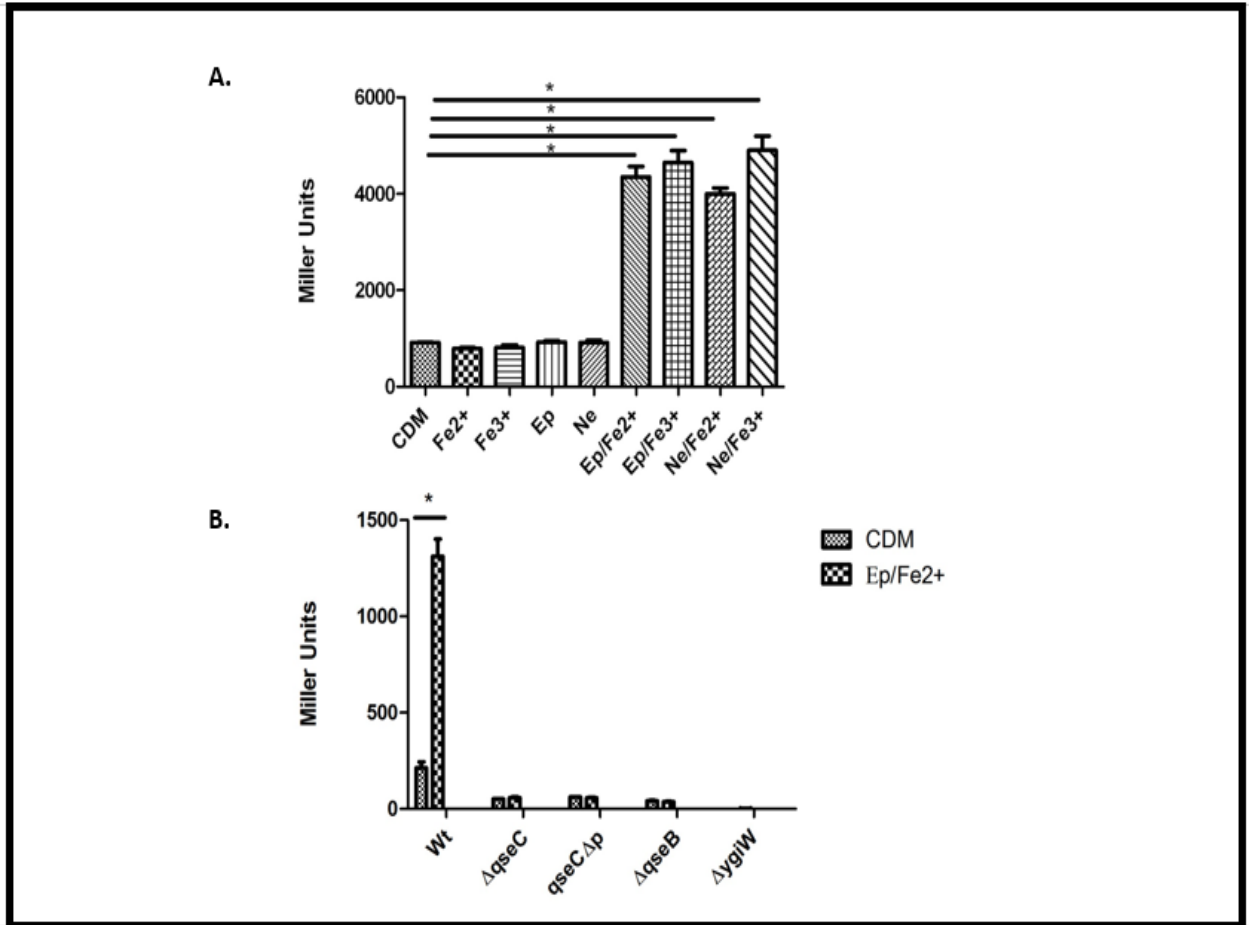 A.
*
*
*
*
6000
4000
2000
0
Miller Units
CDM
Fe2+
Fe3+
Ep
Ne
Ep/Fe2+
Ep/Fe3+
Ne/Fe2+
Ne/Fe3+
B.
*
1500
1000
500
0
Miller Units
Wt
ΔqseC
qseCΔp
ΔqseB
ΔygiW
CDM
Ep/Fe2+